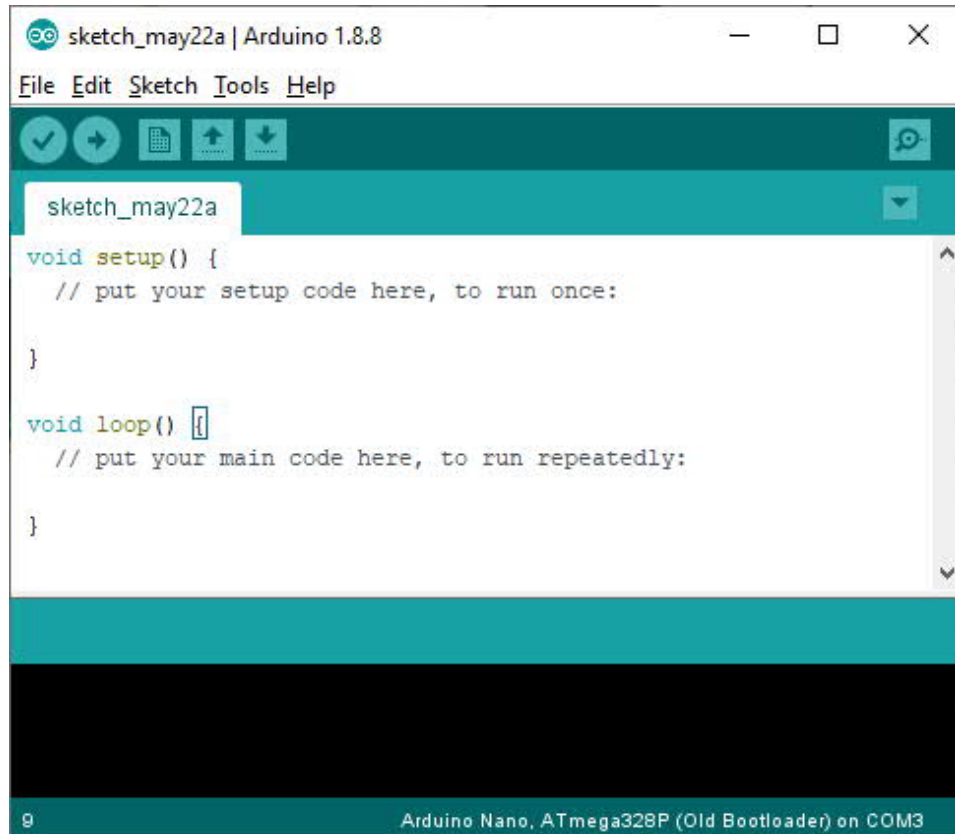 sketch_may22a | Arduino 1.8.8
File Edit Sketch Tools Help
sketch_may22a
void setup() {
  // put your setup code here, to run once:
}
void loop() {
  // put your main code here, to run repeatedly:
}
9 Arduino Nano, ATmega328P (Old Bootloader) on COM3